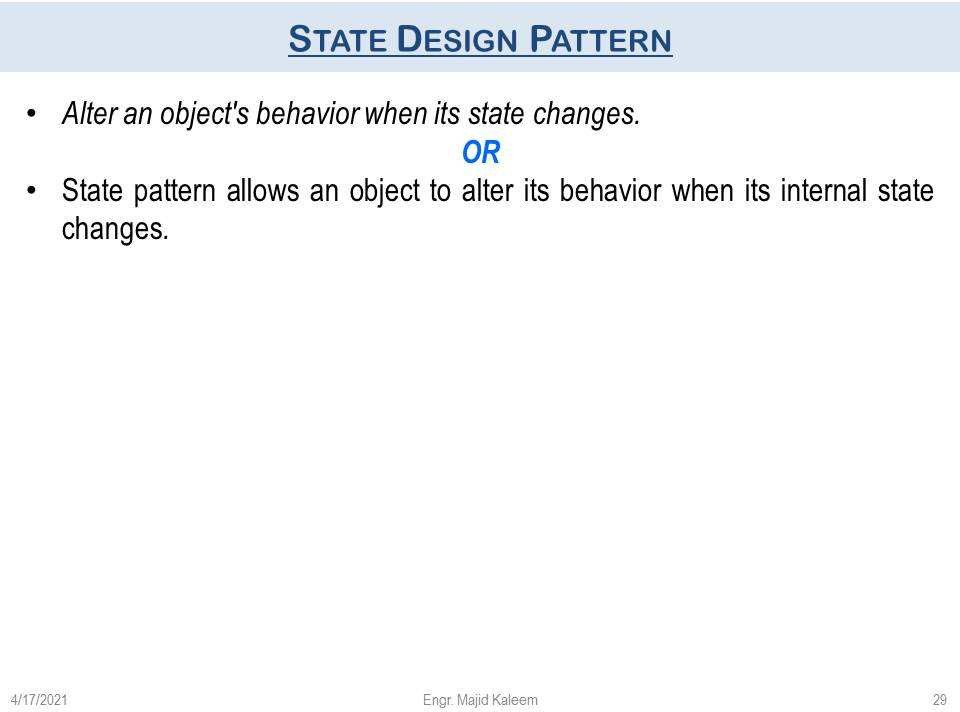 STATE DESIGN PATTERN
• Alter an object's behavior when its state changes.
OR
• State pattern allows an object to alter its behavior when its internal state
changes.
4/17/2021 Engr. Majid Kaleem 29